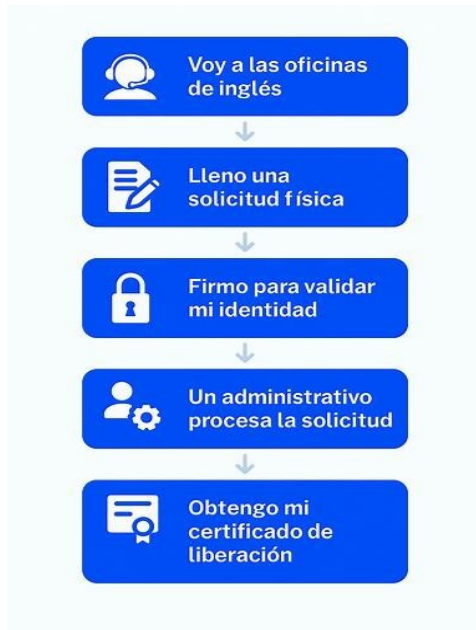 Voy a las oficinas
de inglés
Lleno una
solicitud física
Firmo para validar
mi identidad
Un administrativo
procesa la solicitud
Obtengo mi
certificado de
liberación